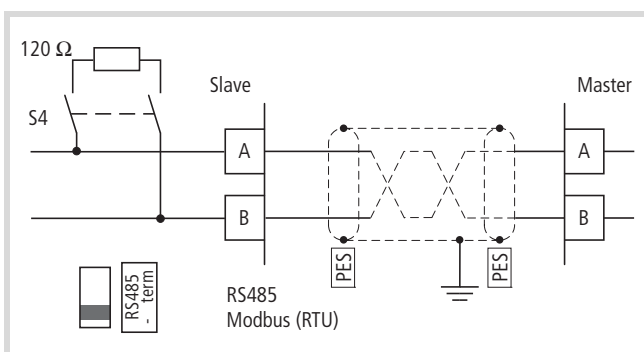 120 Ω
S4
Slave
Master
A
A
B
B
PES
PES
RS485
- term
RS485
Modbus (RTU)